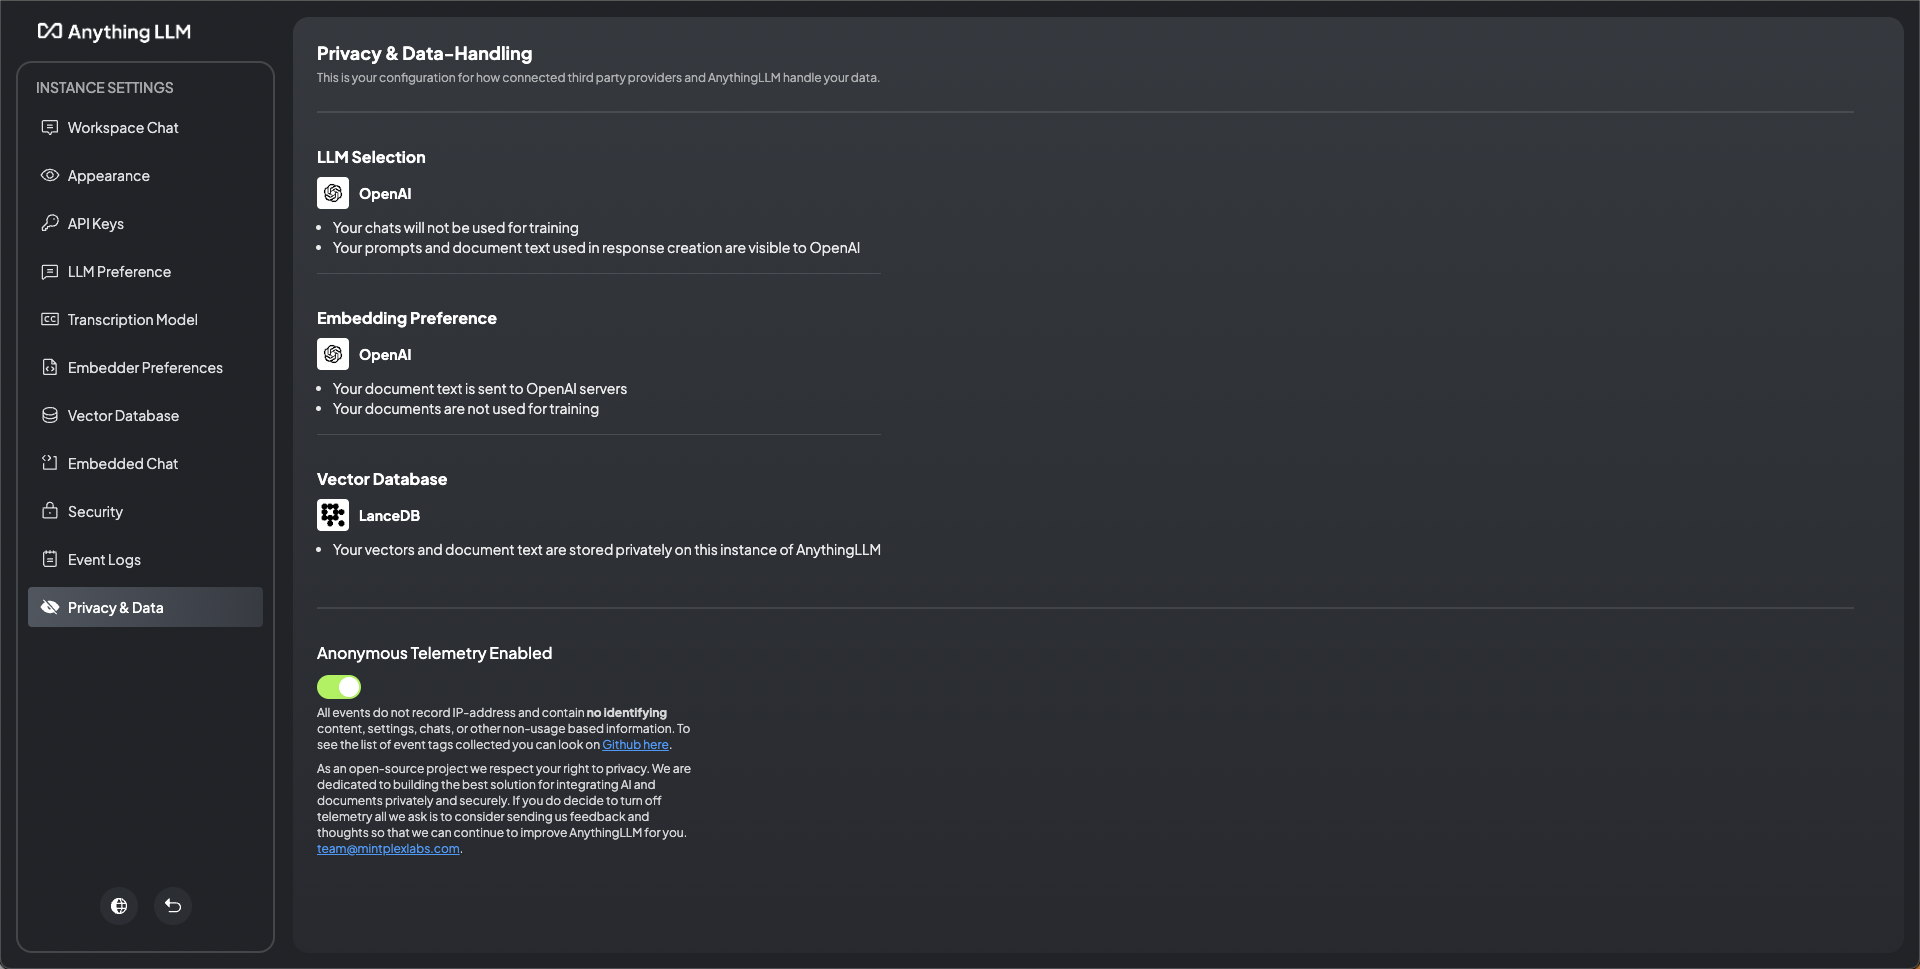 Anything LLM
INSTANCE SETTINGS
Workspace Chat
Appearance
API Keys
LLM Preference
Transcription Model
Embedder Preferences
Vector Database
Embedded Chat
Security
Event Logs
Privacy & Data
Privacy & Data-Handling
This is your configuration for how connected third party providers and AnythingLLM handle your data.
LLM Selection
OpenAI
• Your chats will not be used for training
• Your prompts and document text used in response creation are visible to OpenAI
Embedding Preference
OpenAI
• Your document text is sent to OpenAI servers
• Your documents are not used for training
Vector Database
LanceDB
• Your vectors and document text are stored privately on this instance of AnythingLLM
Anonymous Telemetry Enabled
All events do not record IP-address and contain no identifying
content, settings, chats, or other non-usage based information. To
see the list of event tags collected you can look on Github here.
As an open-source project we respect your right to privacy. We are
dedicated to building the best solution for integrating AI and
documents privately and securely. If you do decide to turn off
telemetry all we ask is to consider sending us feedback and
thoughts so that we can continue to improve AnythingLLM for you.
team@mintplexlabs.com.